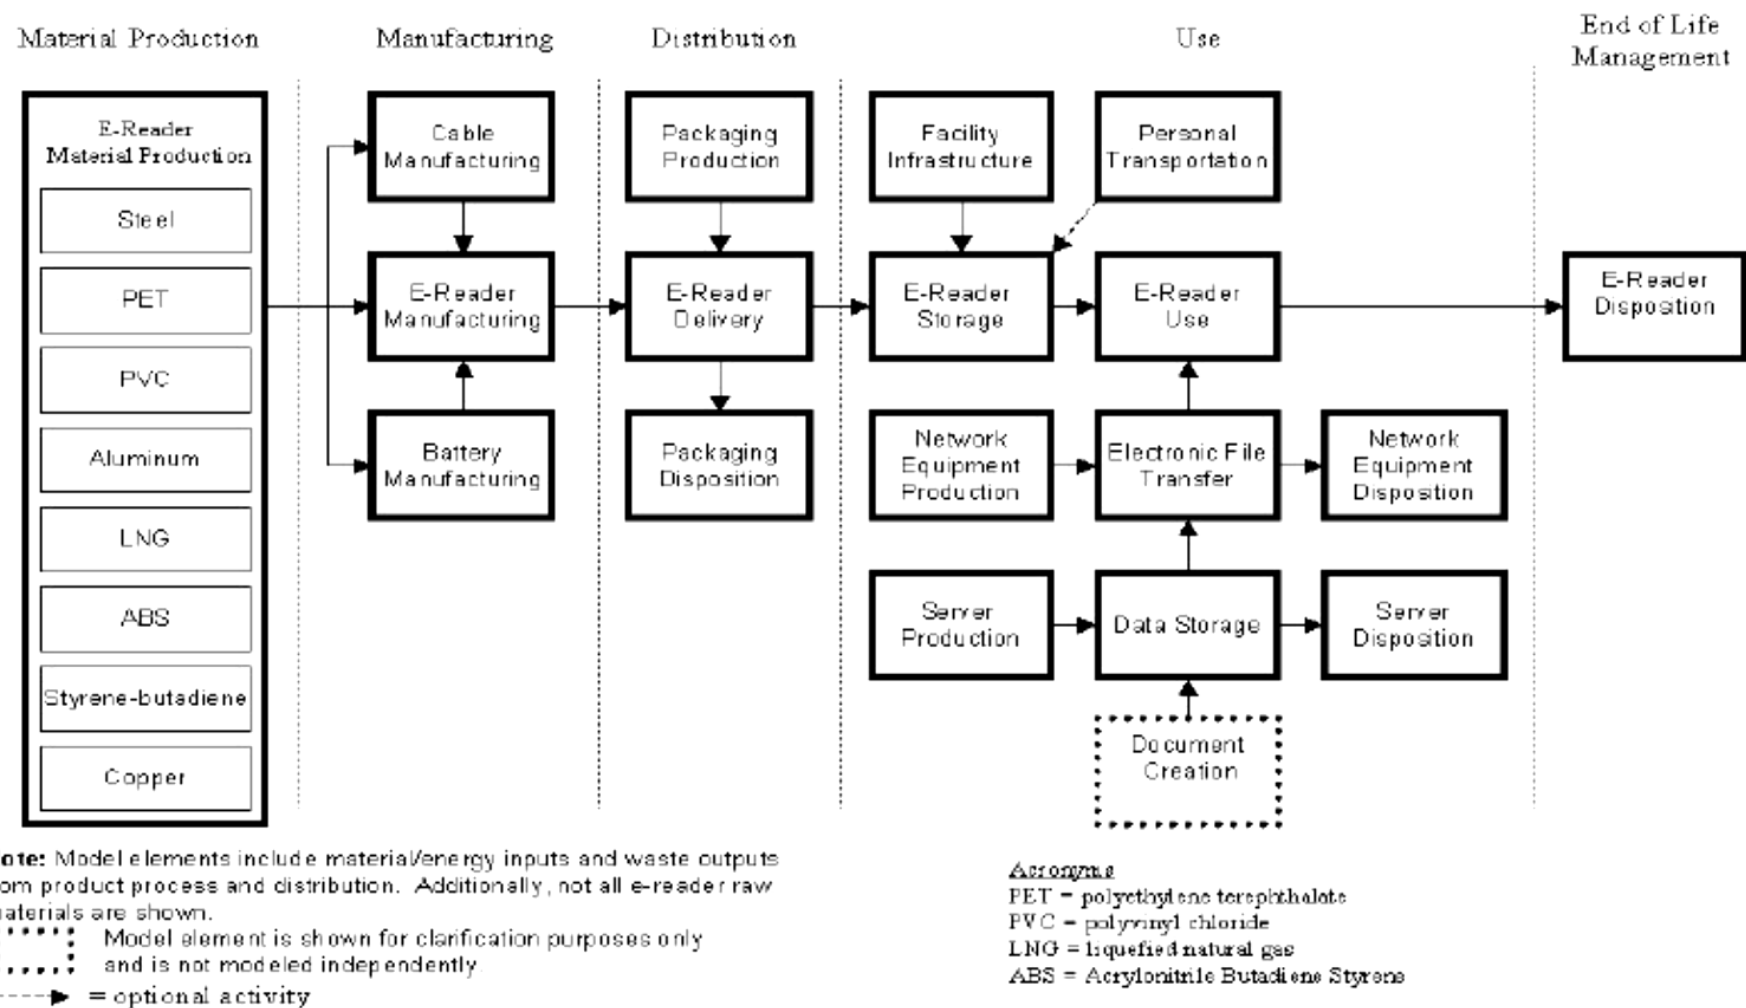 Material Production
Manufacturing
Distribution
Use
End of Life
Management
E-Reader
Material Production
Steel
PET
PVC
Aluminum
LNG
ABS
Styrene-butadiene
Copper
Cable
Manufacturing
E-Reader
Manufacturing
Battery
Manufacturing
Packaging
Production
E-Reader
Delivery
Packaging
Disposition
Facility
Infrastructure
Personal
Transportation
E-Reader
Storage
E-Reader
Use
Network
Equipment
Production
Electronic File
Transfer
Network
Equipment
Disposition
Server
Production
Data Storage
Server
Disposition
Document
Creation
E-Reader
Disposition
ote: Model elements include material/energy inputs and waste outputs
om product process and distribution. Additionally, not all e-reader raw
aterials are shown.
Model element is shown for clarification purposes only
and is not modeled independently.
= optional activity
Acronyms
PET = polyethylene terephthalate
PVC = polyvinyl chloride
LNG = liquefied natural gas
ABS = Acrylonitrile Butadiene Styrene